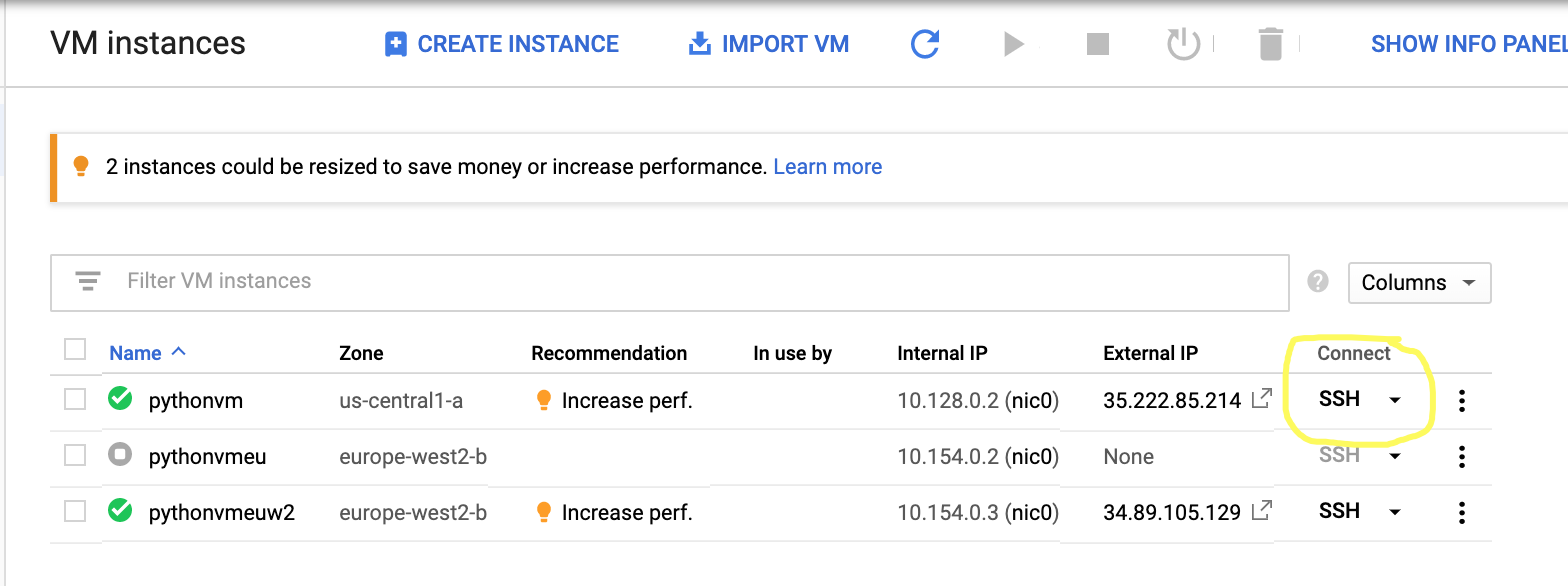 VM instances CREATE INSTANCE IMPORT VM SHOW INFO PANEL
2 instances could be resized to save money or increase performance. Learn more
Filter VM instances ? Columns
Name Zone Recommendation In use by Internal IP External IP Connect
pythonvm us-central1-a Increase perf. 10.128.0.2 (nic0) 35.222.85.214 SSH
pythonvmeu europe-west2-b 10.154.0.2 (nic0) None SSH
pythonvmeuw2 europe-west2-b Increase perf. 10.154.0.3 (nic0) 34.89.105.129 SSH